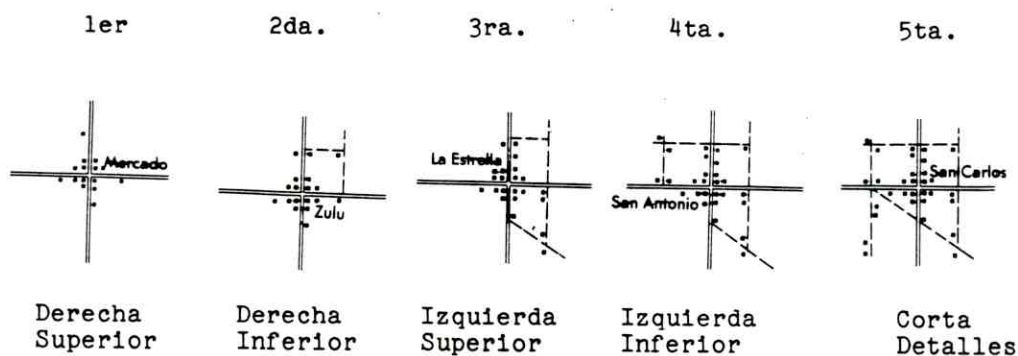 1er 2da. 3ra. 4ta. 5ta.
Mercado
Zulu
La Estrella
San Antonio
San Carlos
Derecha Superior
Derecha Inferior
Izquierda Superior
Izquierda Inferior
Corta Detalles